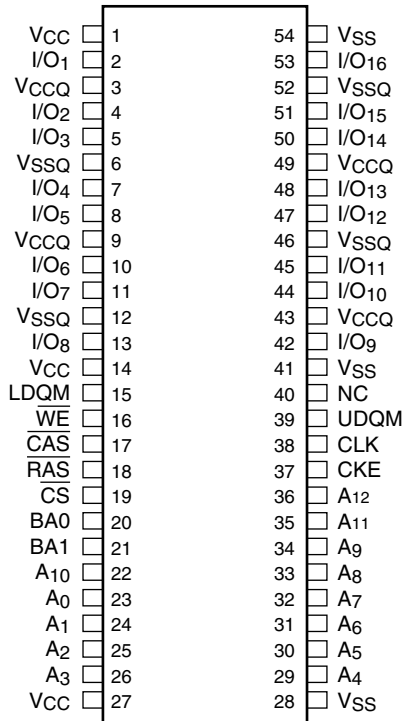 VCC 1 54 VSS
I/O1 2 53 I/O16
VCCQ 3 52 VSSQ
I/O2 4 51 I/O15
I/O3 5 50 I/O14
VSSQ 6 49 VCCQ
I/O4 7 48 I/O13
I/O5 8 47 I/O12
VCCQ 9 46 VSSQ
I/O6 10 45 I/O11
I/O7 11 44 I/O10
VSSQ 12 43 VCCQ
I/O8 13 42 I/O9
VCC 14 41 VSS
LDQM 15 40 NC
WE 16 39 UDQM
CAS 17 38 CLK
RAS 18 37 CKE
CS 19 36 A12
BA0 20 35 A11
BA1 21 34 A9
A10 22 33 A8
A0 23 32 A7
A1 24 31 A6
A2 25 30 A5
A3 26 29 A4
VCC 27 28 VSS